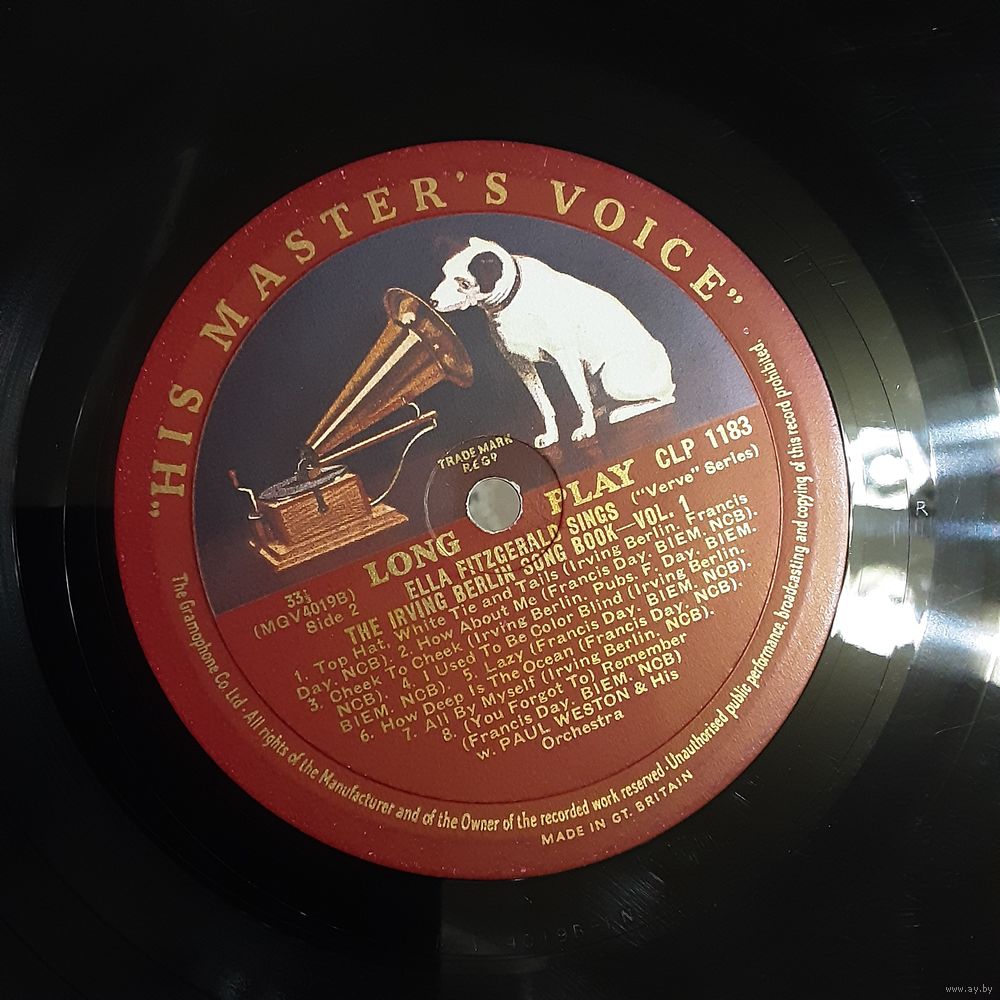 "HIS MASTER'S VOICE"
TRADE MARK
REGD
LONG PLAY CLP 1183
33⅓
(MGV4019B)
Side 2
ELLA FITZGERALD SINGS ("Verve" Series)
THE IRVING BERLIN SONG BOOK—VOL. 1
1. Top Hat, White Tie and Tails (Irving Berlin. Francis
Day, NCB). 2. How About Me (Francis Day. BIEM. NCB).
3. Cheek To Cheek (Irving Berlin. Pubs. F. Day. BIEM.
NCB). 4. I Used To Be Color Blind (Irving Berlin.
BIEM. NCB). 5. Lazy (Francis Day. BIEM. NCB).
6. How Deep Is The Ocean (Francis Day. NCB).
7. All By Myself (Irving Berlin. NCB).
8. (You Forgot To) Remember
(Francis Day. BIEM. NCB)
w. PAUL WESTON & His
Orchestra
The Gramophone Co. Ltd. · All rights of the Manufacturer and of the Owner of the recorded work reserved · Unauthorised public performance, broadcasting and copying of this record prohibited.
MADE IN GT. BRITAIN
R
www.ay.by